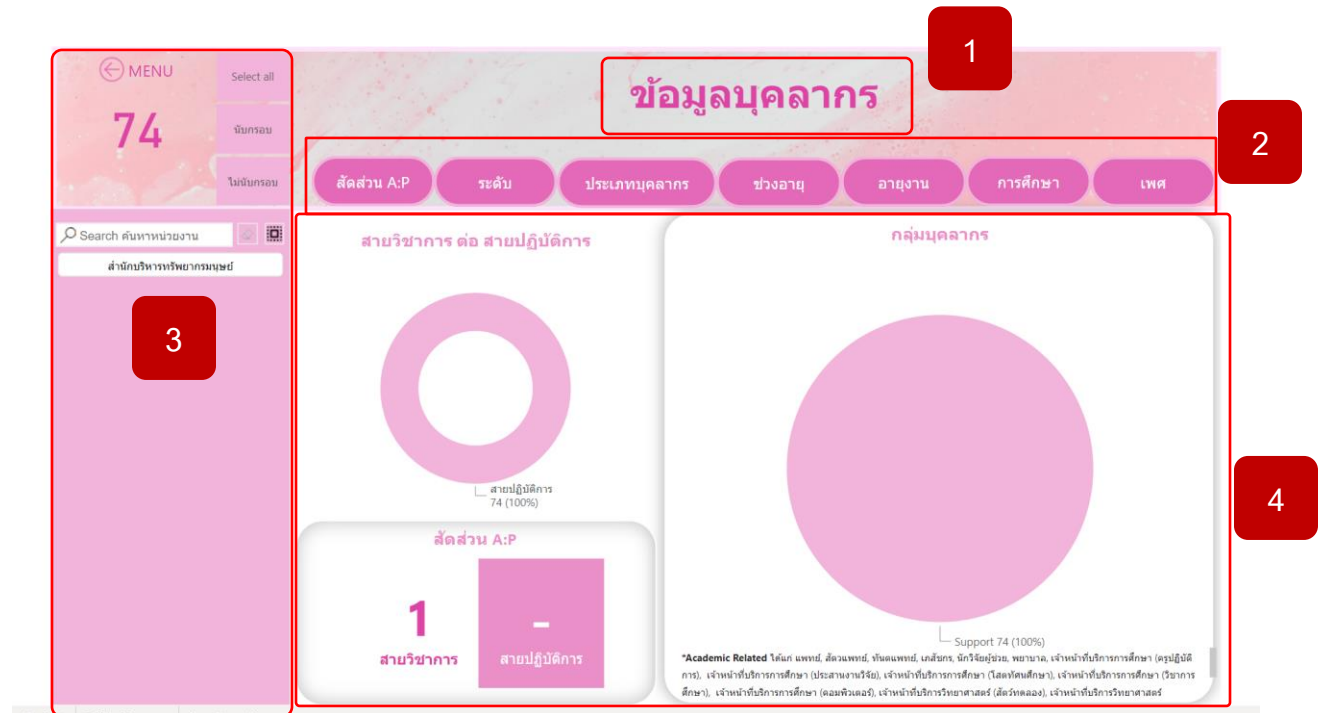 1
MENU
Select all
ข้อมูลบุคลากร
74
นับกรอบ
2
ไม่นับกรอบ
สัดส่วน A:P
ระดับ
ประเภทบุคลากร
ช่วงอายุ
อายุงาน
การศึกษา
เพศ
Search ค้นหาหน่วยงาน
สำนักบริหารทรัพยากรมนุษย์
3
สายวิชาการ ต่อ สายปฏิบัติการ
กลุ่มบุคลากร
สายปฏิบัติการ
74 (100%)
4
สัดส่วน A:P
1
-
สายวิชาการ
สายปฏิบัติการ
Support 74 (100%)
*Academic Related ได้แก่ แพทย์, สัตวแพทย์, ทันตแพทย์, เภสัชกร, นักวิจัยผู้ช่วย, พยาบาล, เจ้าหน้าที่บริการการศึกษา (ครูปฏิบัติ
การ), เจ้าหน้าที่บริการการศึกษา (ประสานงานวิจัย), เจ้าหน้าที่บริการการศึกษา (โสตทัศนศึกษา), เจ้าหน้าที่บริการการศึกษา (วิชาการ
ศึกษา), เจ้าหน้าที่บริการการศึกษา (คอมพิวเตอร์), เจ้าหน้าที่บริการวิทยาศาสตร์ (สัตว์ทดลอง), เจ้าหน้าที่บริการวิทยาศาสตร์